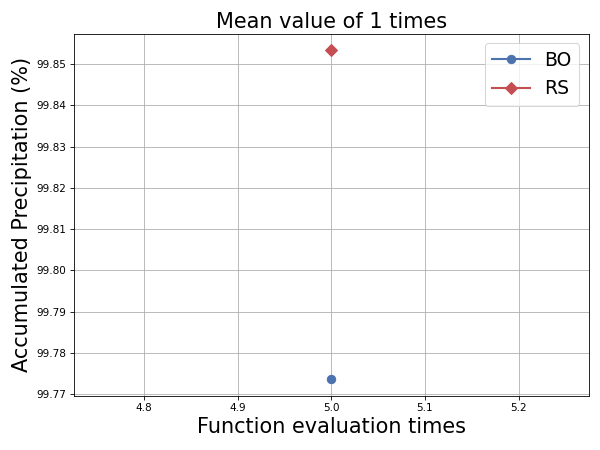 Mean value of 1 times
BO
RS
Accumulated Precipitation (%)
99.85
99.84
99.83
99.82
99.81
99.80
99.79
99.78
99.77
4.8 4.9 5.0 5.1 5.2
Function evaluation times